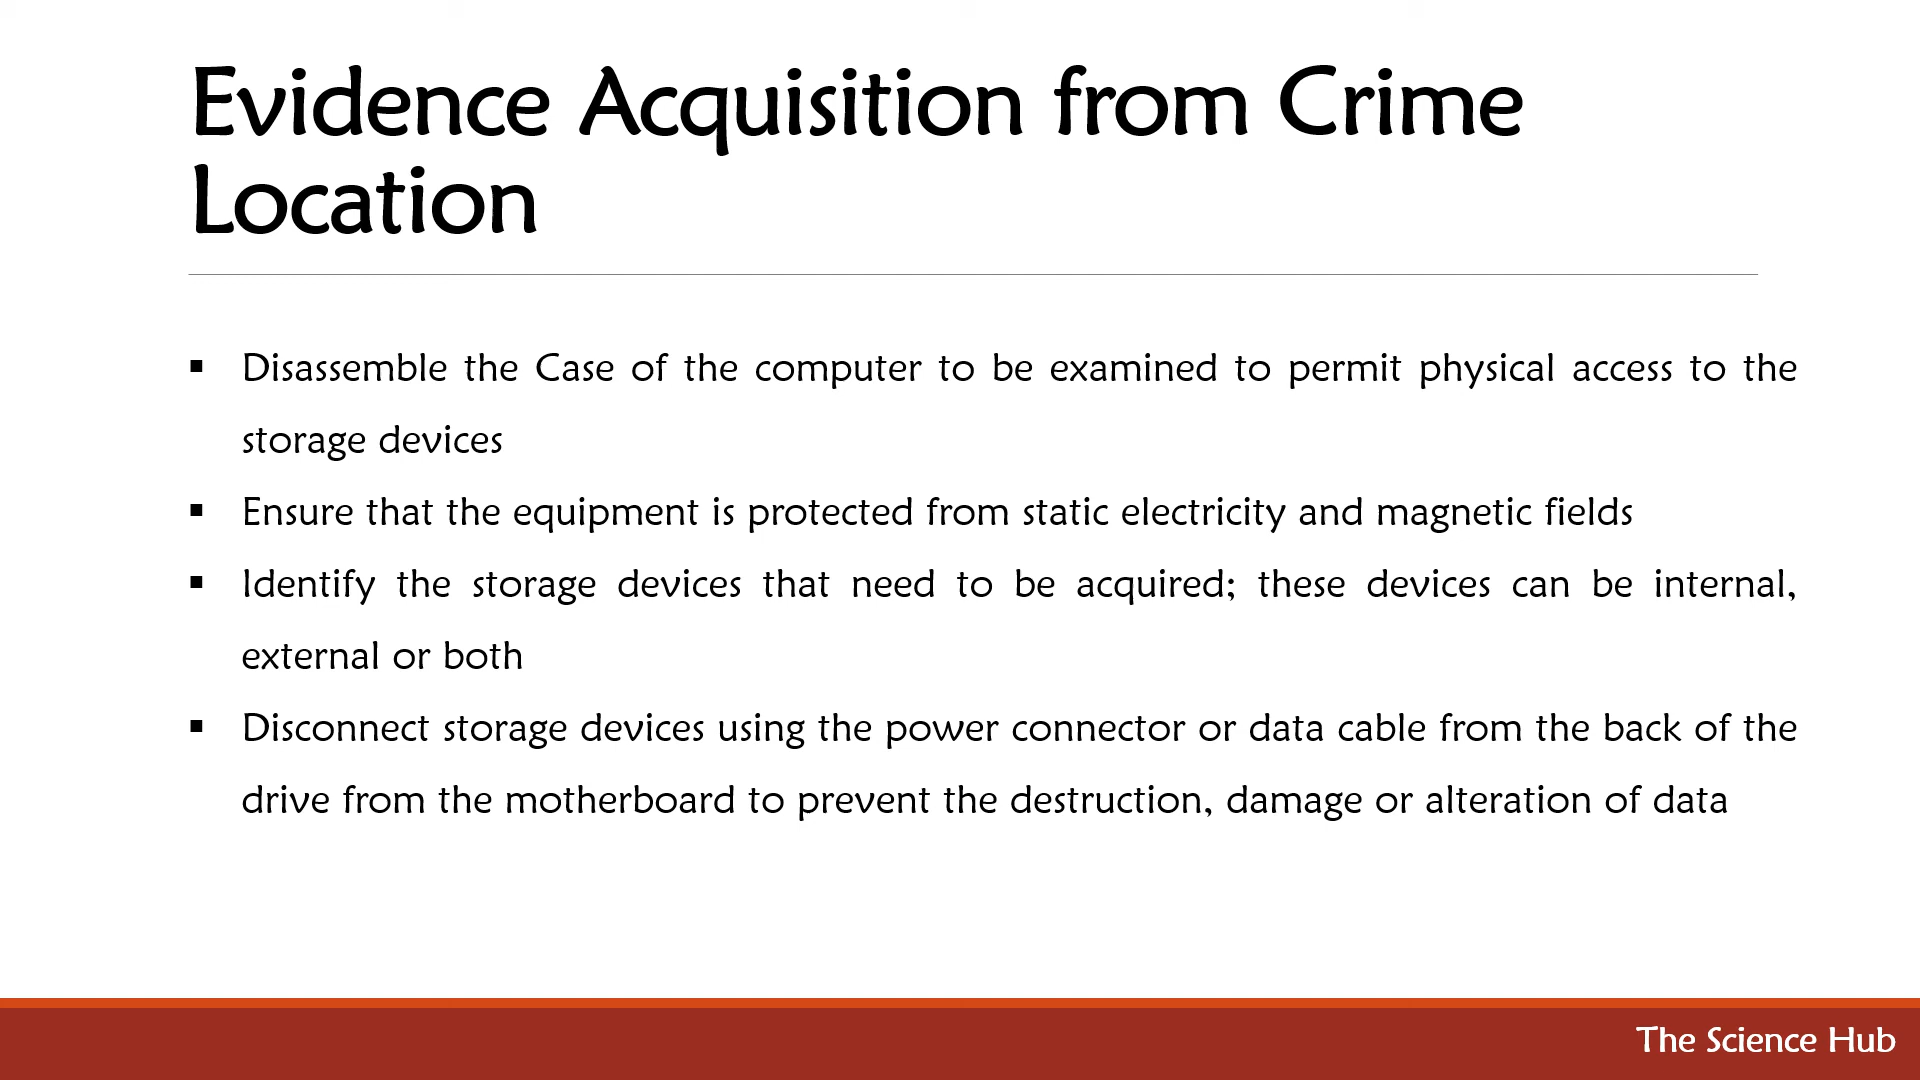 Evidence Acquisition from Crime
Location
▪ Disassemble the Case of the computer to be examined to permit physical access to the
storage devices
▪ Ensure that the equipment is protected from static electricity and magnetic fields
▪ Identify the storage devices that need to be acquired; these devices can be internal,
external or both
▪ Disconnect storage devices using the power connector or data cable from the back of the
drive from the motherboard to prevent the destruction, damage or alteration of data
The Science Hub